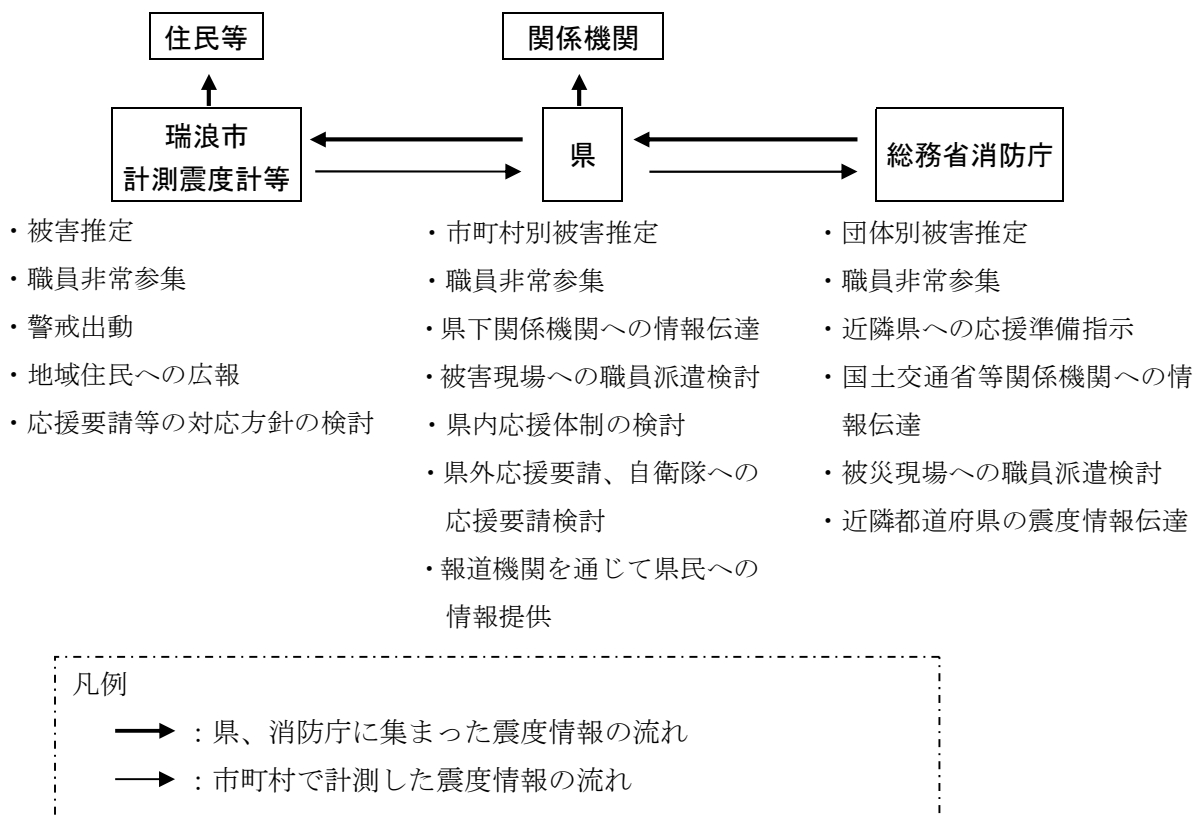 住民等
関係機関
瑞浪市
計測震度計等
県
総務省消防庁
・被害推定
・職員非常参集
・警戒出動
・地域住民への広報
・応援要請等の対応方針の検討
・市町村別被害推定
・職員非常参集
・県下関係機関への情報伝達
・被害現場への職員派遣検討
・県内応援体制の検討
・県外応援要請、自衛隊への
応援要請検討
・報道機関を通じて県民への
情報提供
・団体別被害推定
・職員非常参集
・近隣県への応援準備指示
・国土交通省等関係機関への情
報伝達
・被災現場への職員派遣検討
・近隣都道府県の震度情報伝達
凡例
：県、消防庁に集まった震度情報の流れ
：市町村で計測した震度情報の流れ